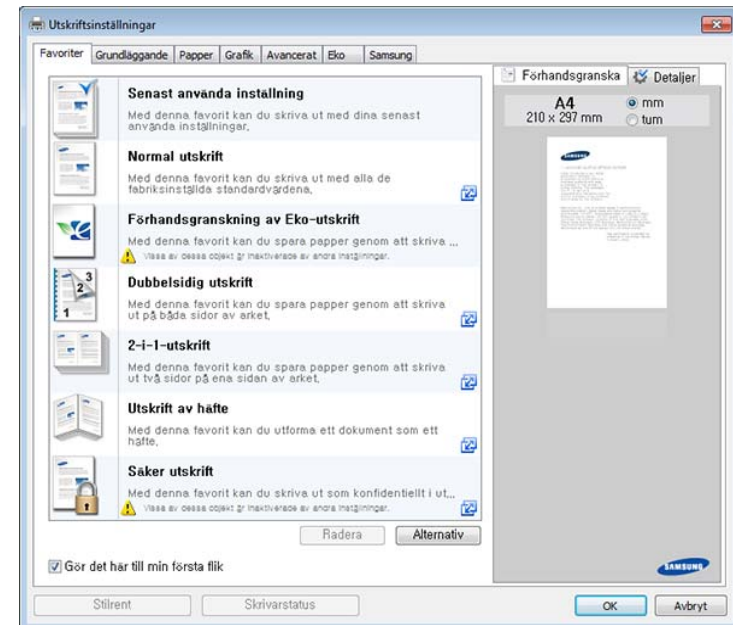 Utskriftsinställningar
Favoriter Grundläggande Papper Grafik Avancerat Eko Samsung
Senast använda inställning
Med denna favorit kan du skriva ut med dina senast
använda inställningar.
Normal utskrift
Med denna favorit kan du skriva ut med alla de
fabriksinställda standardvärdena.
Förhandsgranskning av Eko-utskrift
Med denna favorit kan du spara papper genom att skriva ...
Vissa av dessa objekt är inaktiverade av andra inställningar.
Dubbelsidig utskrift
Med denna favorit kan du spara papper genom att skriva
ut på båda sidor av arket.
2-i-1-utskrift
Med denna favorit kan du spara papper genom att skriva
ut två sidor på ena sidan av arket.
Utskrift av häfte
Med denna favorit kan du utforma ett dokument som ett
häfte.
Säker utskrift
Med denna favorit kan du skriva ut som konfidentiellt i ut...
Vissa av dessa objekt är inaktiverade av andra inställningar.
Radera Alternativ
Gör det här till min första flik
Stilrent Skrivarstatus
Förhandsgranska Detaljer
A4
210 x 297 mm
mm
tum
SAMSUNG
SAMSUNG
OK Avbryt
1 2 3